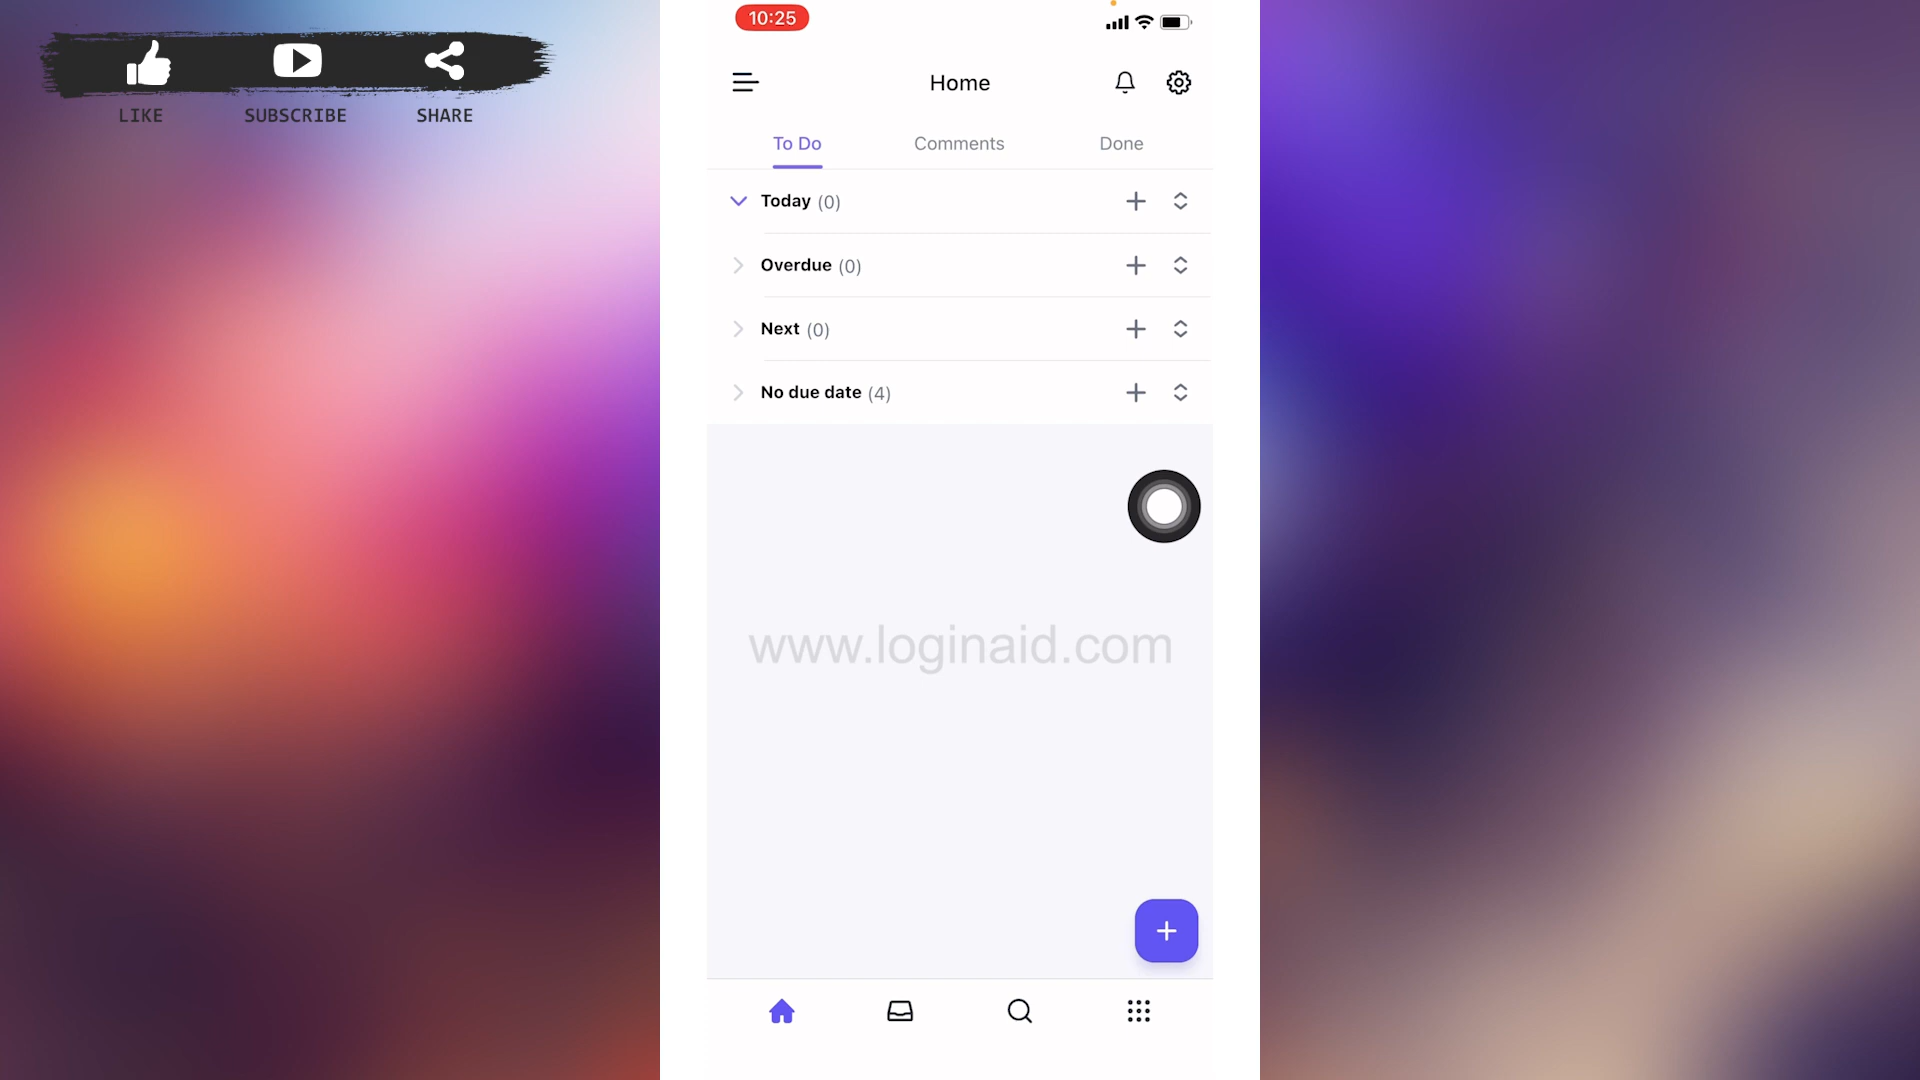 LIKE SUBSCRIBE SHARE
10:25
Home
To Do Comments Done
Today (0)
Overdue (0)
Next (0)
No due date (4)
www.loginaid.com